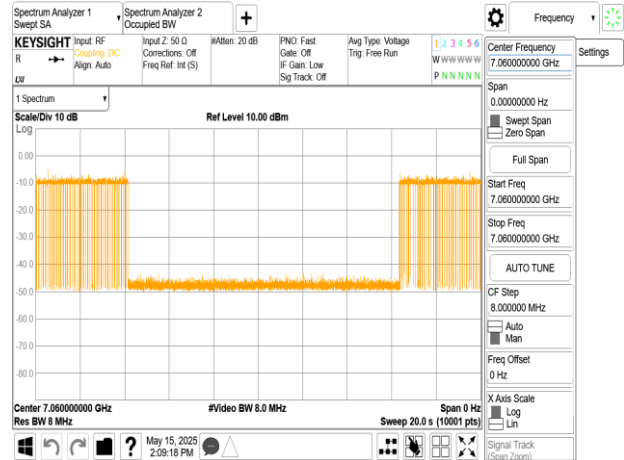 Spectrum Analyzer 1
Swept SA
Spectrum Analyzer 2
Occupied BW
+
Frequency
KEYSIGHT
R
LXI
Input: RF
Coupling: DC
Align: Auto
Input Z: 50 Ω
Corrections: Off
Freq Ref: Int (S)
#Atten: 20 dB
PNO: Fast
Gate: Off
IF Gain: Low
Sig Track: Off
Avg Type: Voltage
Trig: Free Run
1 2 3 4 5 6
W W W W W W
P N N N N N
Center Frequency
7.060000000 GHz
Settings
Span
0.00000000 Hz
Swept Span
Zero Span
Full Span
Start Freq
7.060000000 GHz
Stop Freq
7.060000000 GHz
AUTO TUNE
CF Step
8.000000 MHz
Auto
Man
Freq Offset
0 Hz
X Axis Scale
Log
Lin
Signal Track
(Span Zoom)
1 Spectrum
Scale/Div 10 dB
Ref Level 10.00 dBm
Log
0.00
-10.0
-20.0
-30.0
-40.0
-50.0
-60.0
-70.0
-80.0
Center 7.060000000 GHz
#Video BW 8.0 MHz
Span 0 Hz
Res BW 8 MHz
Sweep 20.0 s (10001 pts)
?
May 15, 2025
2:09:18 PM